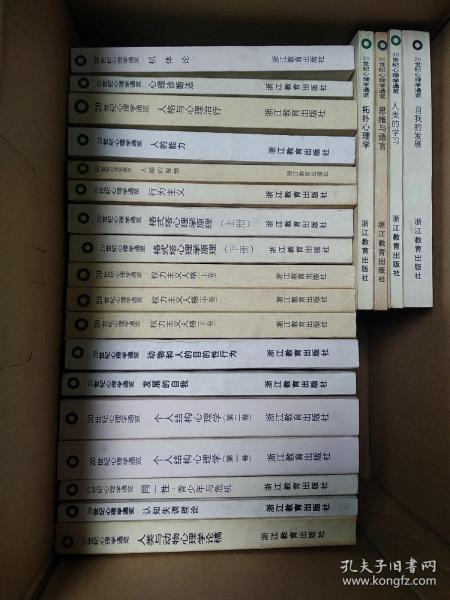 20世纪心理学通览 机体论 浙江教育出版社
20世纪心理学通览 心理诊断法 浙江教育出版社
20世纪心理学通览 人格与心理治疗 浙江教育出版社
20世纪心理学通览 人的能力 浙江教育出版社
20世纪心理学通览 人类的智慧 浙江教育出版社
20世纪心理学通览 行为主义 浙江教育出版社
20世纪心理学通览 格式塔心理学原理（上册） 浙江教育出版社
20世纪心理学通览 格式塔心理学原理（下册） 浙江教育出版社
20世纪心理学通览 权力主义人格（上卷） 浙江教育出版社
20世纪心理学通览 权力主义人格（中卷） 浙江教育出版社
20世纪心理学通览 权力主义人格（下卷） 浙江教育出版社
20世纪心理学通览 动物和人的目的性行为 浙江教育出版社
20世纪心理学通览 发展的自我 浙江教育出版社
20世纪心理学通览 个人结构心理学（第二卷） 浙江教育出版社
20世纪心理学通览 个人结构心理学（第一卷） 浙江教育出版社
20世纪心理学通览 同一性：青少年与危机 浙江教育出版社
20世纪心理学通览 认知失调理论 浙江教育出版社
20世纪心理学通览 人类与动物心理学论稿 浙江教育出版社
20世纪心理学通览 拓扑心理学 浙江教育出版社
20世纪心理学通览 思维与语言 浙江教育出版社
20世纪心理学通览 人类的学习 浙江教育出版社
20世纪心理学通览 自我的发展 浙江教育出版社
孔夫子旧书网
www.kongfz.com